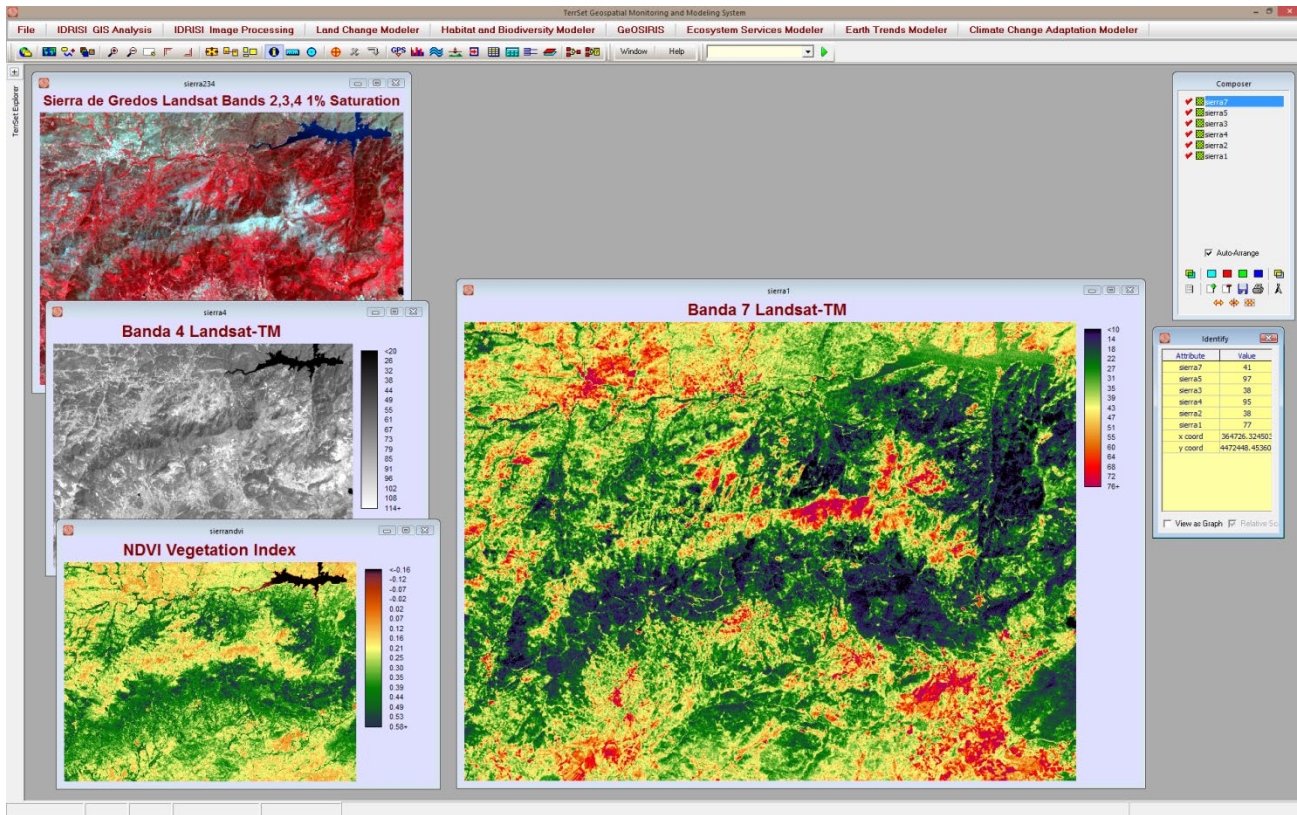 TerrSet Geospatial Monitoring and Modeling System
File IDRISI GIS Analysis IDRISI Image Processing Land Change Modeler Habitat and Biodiversity Modeler GeOSIRIS Ecosystem Services Modeler Earth Trends Modeler Climate Change Adaptation Modeler
GPS Window Help
TerrSet Explorer
sierra234
Sierra de Gredos Landsat Bands 2,3,4 1% Saturation
sierra4
Banda 4 Landsat-TM
<20
26
32
38
44
49
55
61
67
73
79
85
91
96
102
108
114+
sierrandvi
NDVI Vegetation Index
<-0.16
-0.12
-0.07
-0.02
0.02
0.07
0.12
0.16
0.21
0.25
0.30
0.35
0.39
0.44
0.49
0.53
0.58+
sierra1
Banda 7 Landsat-TM
<10
14
18
22
27
31
35
39
43
47
51
55
60
64
68
72
76+
Composer
sierra7
sierra5
sierra3
sierra4
sierra2
sierra1
Auto-Arrange
Identify
Attribute Value
sierra7 41
sierra5 97
sierra3 38
sierra4 95
sierra2 38
sierra1 77
x coord 364726.324503
y coord 4472448.45360
View as Graph Relative Sc